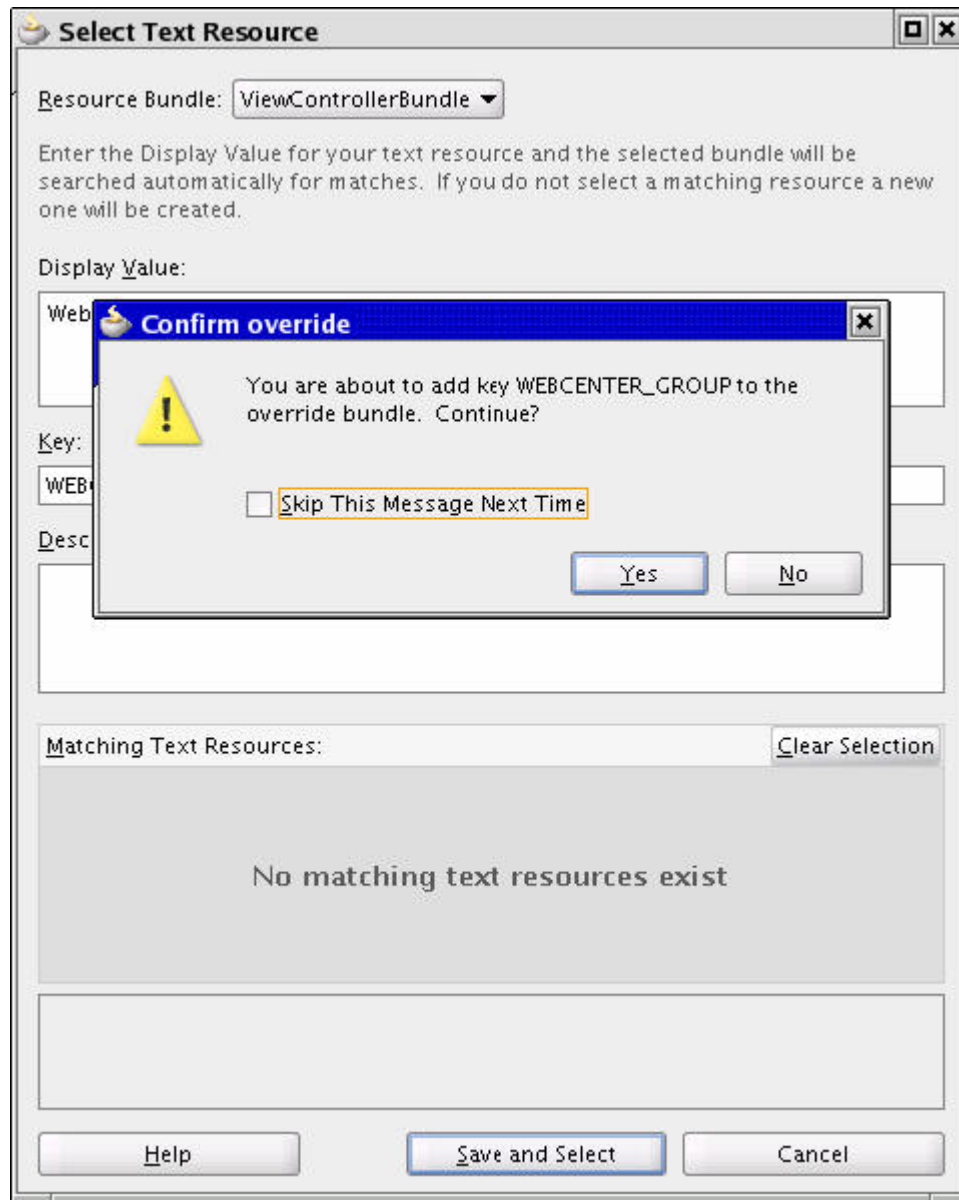 Select Text Resource
Resource Bundle: ViewControllerBundle
Enter the Display Value for your text resource and the selected bundle will be
searched automatically for matches. If you do not select a matching resource a new
one will be created.
Display Value:
Web
Confirm override
You are about to add key WEBCENTER_GROUP to the
override bundle. Continue?
Key:
WEB
Skip This Message Next Time
Desc
Yes No
Matching Text Resources: Clear Selection
No matching text resources exist
Help Save and Select Cancel